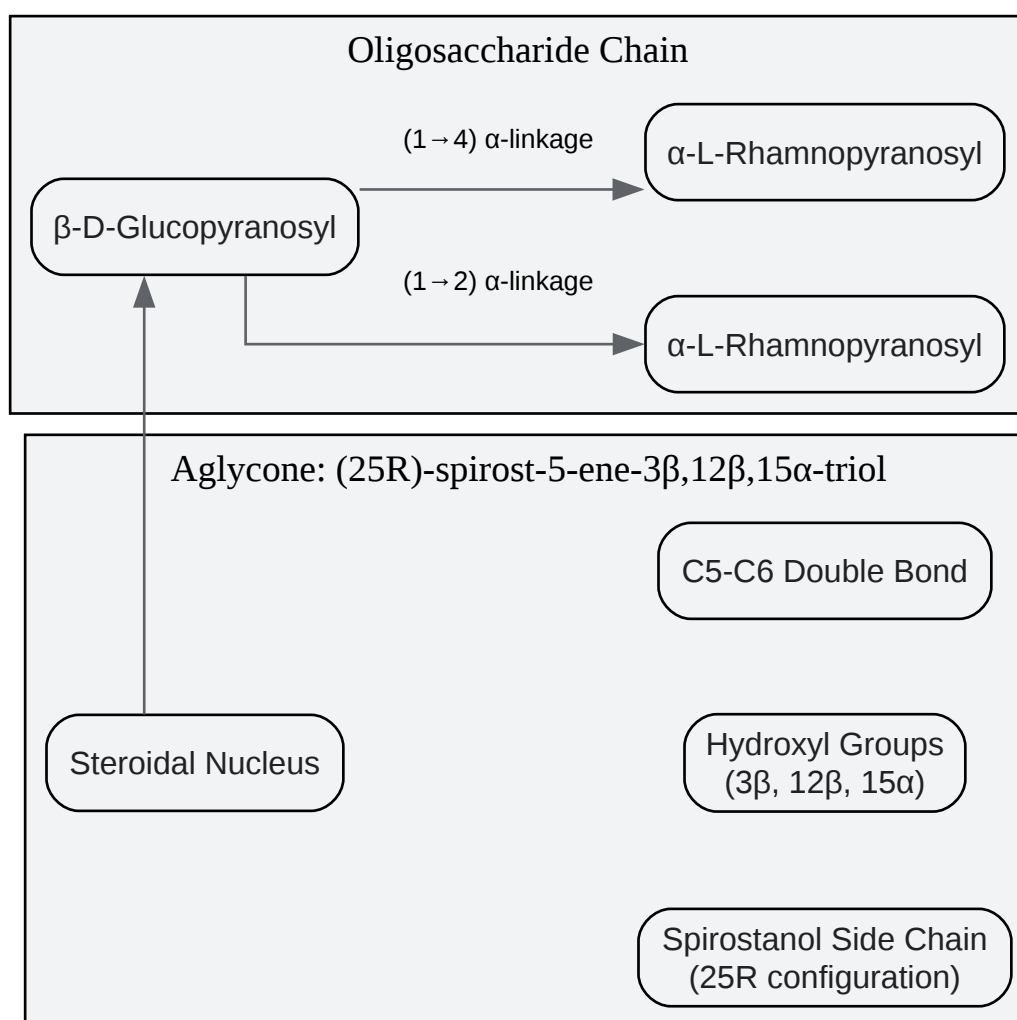 Oligosaccharide Chain
(1→4) α-linkage
α-L-Rhamnopyranosyl
β-D-Glucopyranosyl
(1→2) α-linkage
α-L-Rhamnopyranosyl
Aglycone: (25R)-spirost-5-ene-3β,12β,15α-triol
C5-C6 Double Bond
Steroidal Nucleus
Hydroxyl Groups
(3β, 12β, 15α)
Spirostanol Side Chain
(25R configuration)